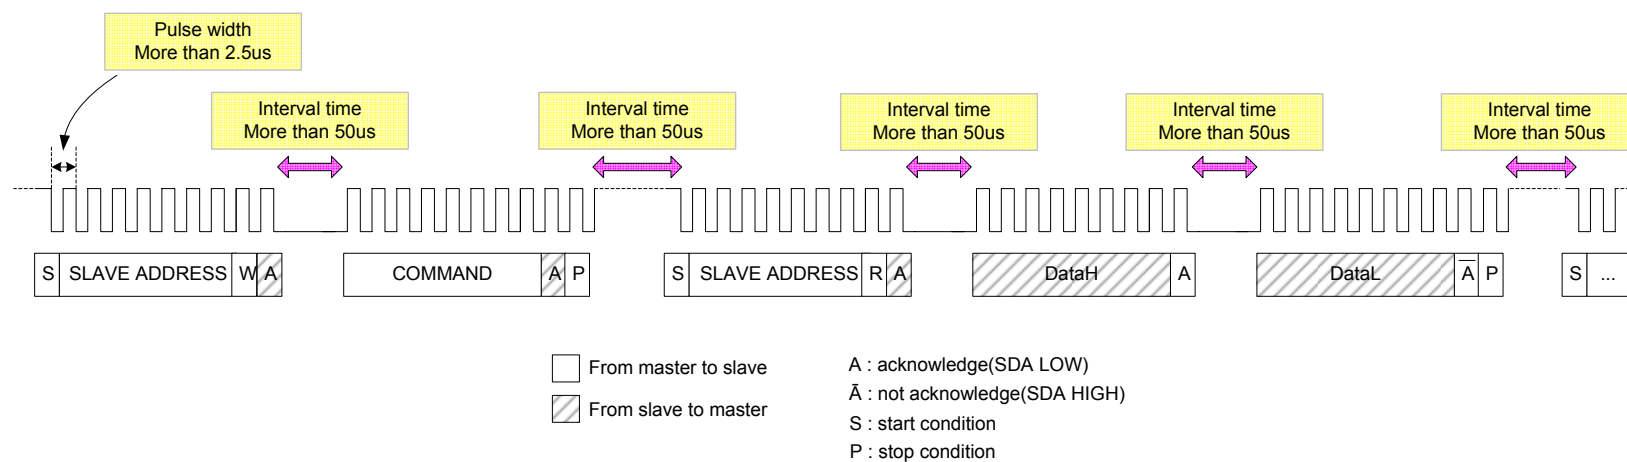 Pulse width
More than 2.5us
Interval time
More than 50us
Interval time
More than 50us
Interval time
More than 50us
Interval time
More than 50us
Interval time
More than 50us
S SLAVE ADDRESS W A COMMAND A P S SLAVE ADDRESS R A DataH A DataL A̅ P S ...
From master to slave
From slave to master
A : acknowledge(SDA LOW)
Ā : not acknowledge(SDA HIGH)
S : start condition
P : stop condition